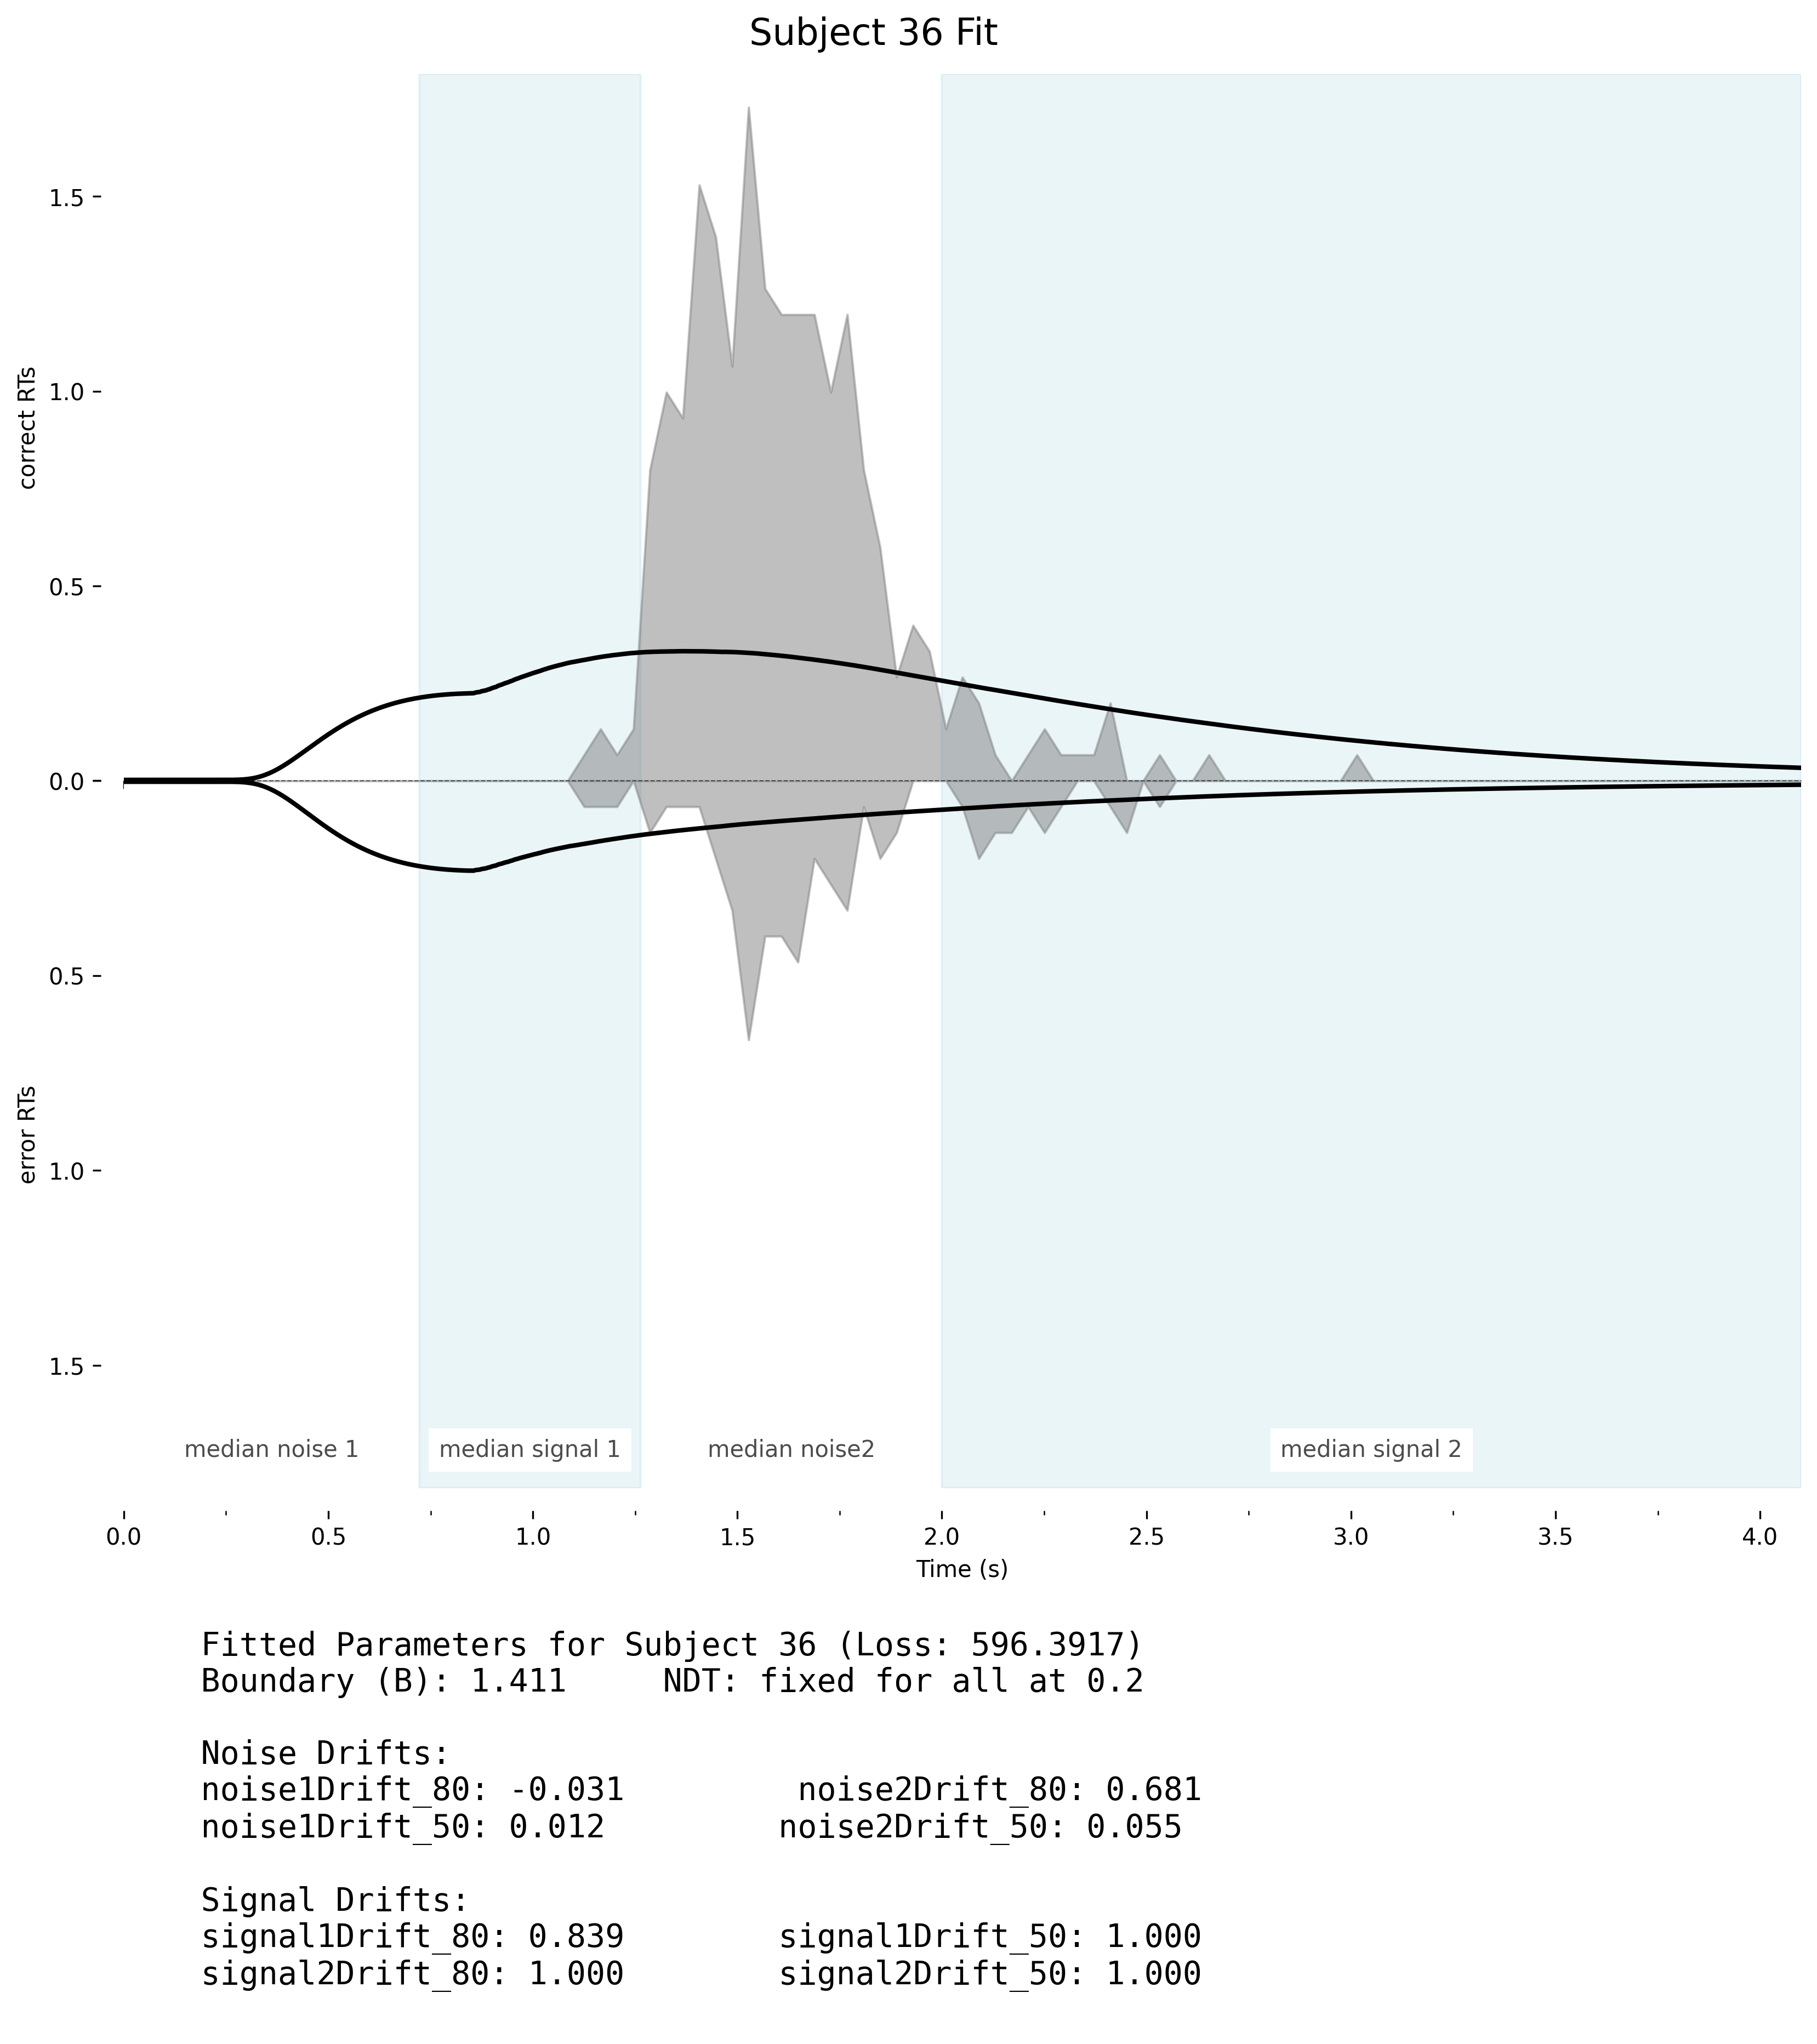 Subject 36 Fit
correct RTs
error RTs
1.5
1.0
0.5
0.0
0.5
1.0
1.5
median noise 1
median signal 1
median noise2
median signal 2
0.0 0.5 1.0 1.5 2.0 2.5 3.0 3.5 4.0
Time (s)
Fitted Parameters for Subject 36 (Loss: 596.3917)
Boundary (B): 1.411     NDT: fixed for all at 0.2
Noise Drifts:
noise1Drift_80: -0.031         noise2Drift_80: 0.681
noise1Drift_50: 0.012         noise2Drift_50: 0.055
Signal Drifts:
signal1Drift_80: 0.839        signal1Drift_50: 1.000
signal2Drift_80: 1.000        signal2Drift_50: 1.000